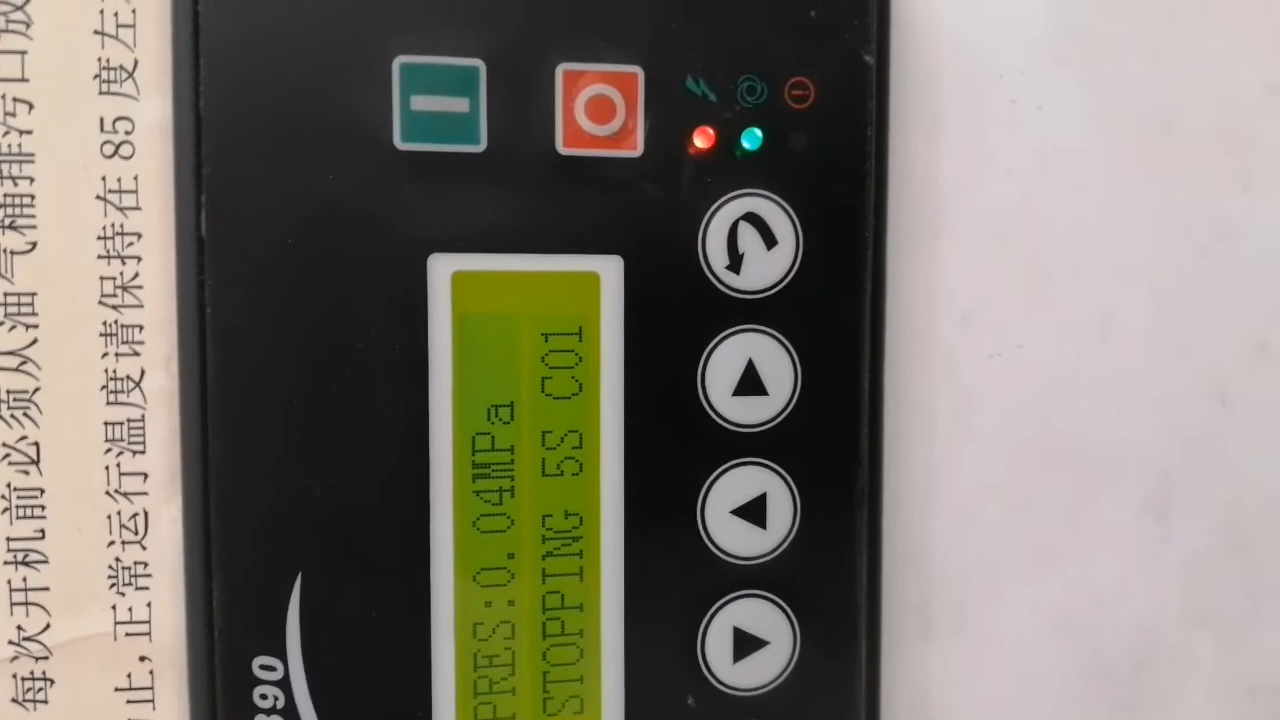 每次开机前必须从油气桶排污口放
止，正常运行温度请保持在 85 度左
890
PRES:0.04MPa
STOPPING 5S C01